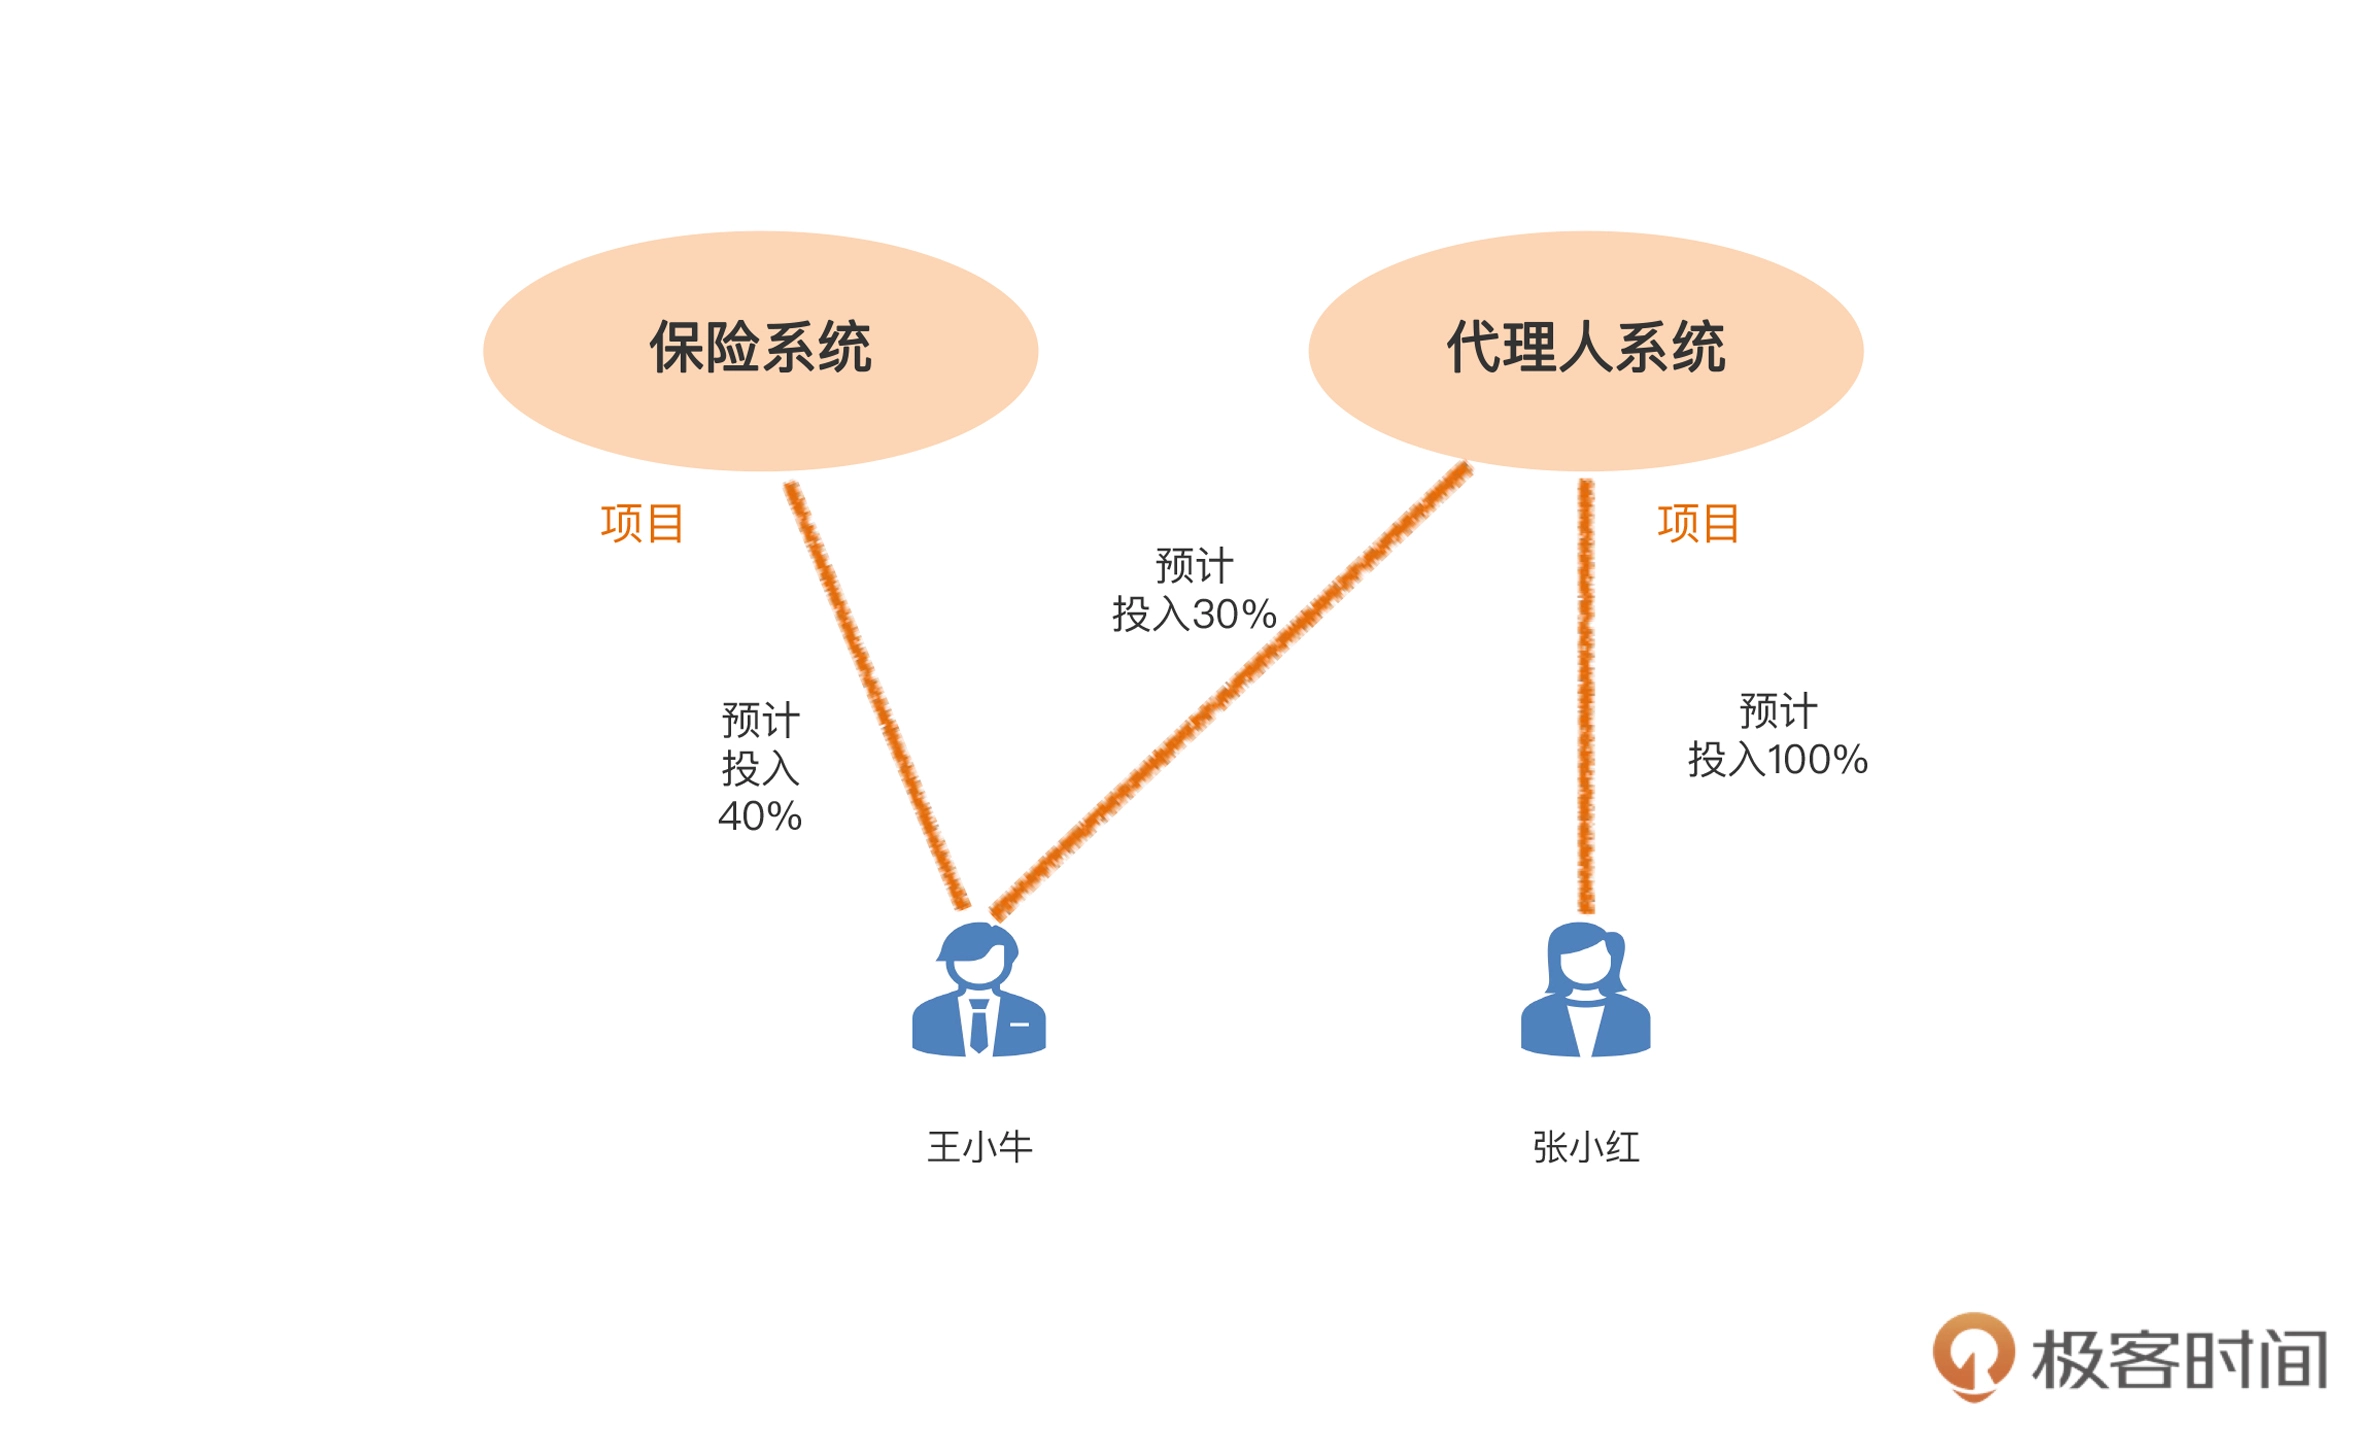 保险系统
代理人系统
项目
项目
预计
投入30%
预计
投入
40%
预计
投入100%
王小牛
张小红
极客时间